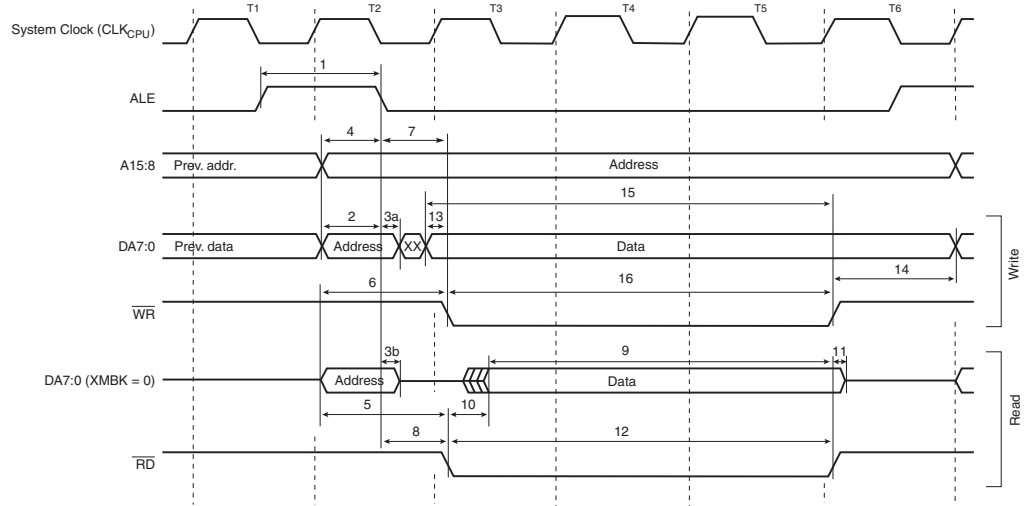 T1 T2 T3 T4 T5 T6
System Clock (CLKCPU)
1
ALE
4 7
A15:8 Prev. addr. Address
15
2 3a 13
DA7:0 Prev. data Address XX Data
14
6 16
WR
Write
3b 9 11
DA7:0 (XMBK = 0) Address Data
5 10
Read
8 12
RD